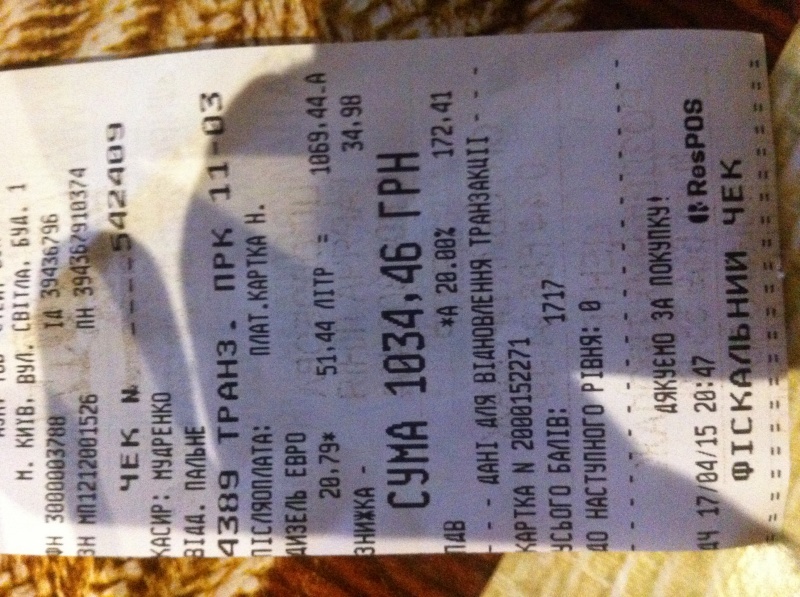 М. КИЇВ, ВУЛ. СВІТЛА, БУД. 1
ФН 3000003788 ІД 39436796
ЗН МП1212001526 ПН 394367910374
ЧЕК № ----542409
КАСИР: МУДРЕНКО
ВІДД. ПАЛЬНЕ
4389 ТРАНЗ. ПРК 11-03
ПІСЛЯОПЛАТА: ПЛАТ.КАРТКА Н.
ДИЗЕЛЬ ЕВРО
20.79* 51.44 ЛІТР = 1069,44-А
ЗНИЖКА - 34,98
СУМА 1034,46 ГРН
ПДВ *А 20.00% 172,41
- - - ДАНІ ДЛЯ ВІДНОВЛЕННЯ ТРАНЗАКЦІІ - - -
КАРТКА N 2000152271
УСЬОГО БАЛІВ: 1717
ДО НАСТУПНОГО РІВНЯ: 0
ДЯКУЄМО ЗА ПОКУПКУ!
ДЧ 17/04/15 20:47 ResPOS
ФІСКАЛЬНИЙ ЧЕК